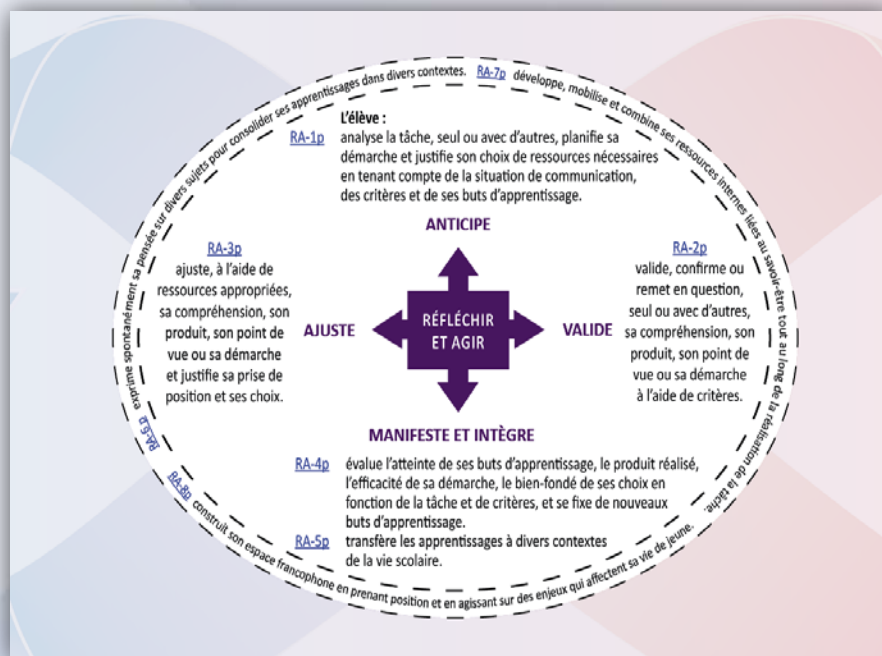 RA-6p exprime spontanément sa pensée sur divers sujets pour consolider ses apprentissages dans divers contextes.
RA-7p développe, mobilise et combine ses ressources internes liées au savoir-être tout au long de la réalisation de la tâche.
L’élève :
RA-1p analyse la tâche, seul ou avec d’autres, planifie sa
démarche et justifie son choix de ressources nécessaires
en tenant compte de la situation de communication,
des critères et de ses buts d’apprentissage.
ANTICIPE
RA-3p
ajuste, à l’aide de
ressources appropriées,
sa compréhension, son
produit, son point de
vue ou sa démarche
et justifie sa prise de
position et ses choix.
AJUSTE
RÉFLÉCHIR
ET AGIR
VALIDE
RA-2p
valide, confirme ou
remet en question,
seul ou avec d’autres,
sa compréhension, son
produit, son point de
vue ou sa démarche
à l’aide de critères.
MANIFESTE ET INTÈGRE
RA-4p évalue l’atteinte de ses buts d’apprentissage, le produit réalisé,
l’efficacité de sa démarche, le bien-fondé de ses choix en
fonction de la tâche et de critères, et se fixe de nouveaux
buts d’apprentissage.
RA-5p transfère les apprentissages à divers contextes
de la vie scolaire.
RA-8p construit son espace francophone en prenant position et en agissant sur des enjeux qui affectent sa vie de jeune.